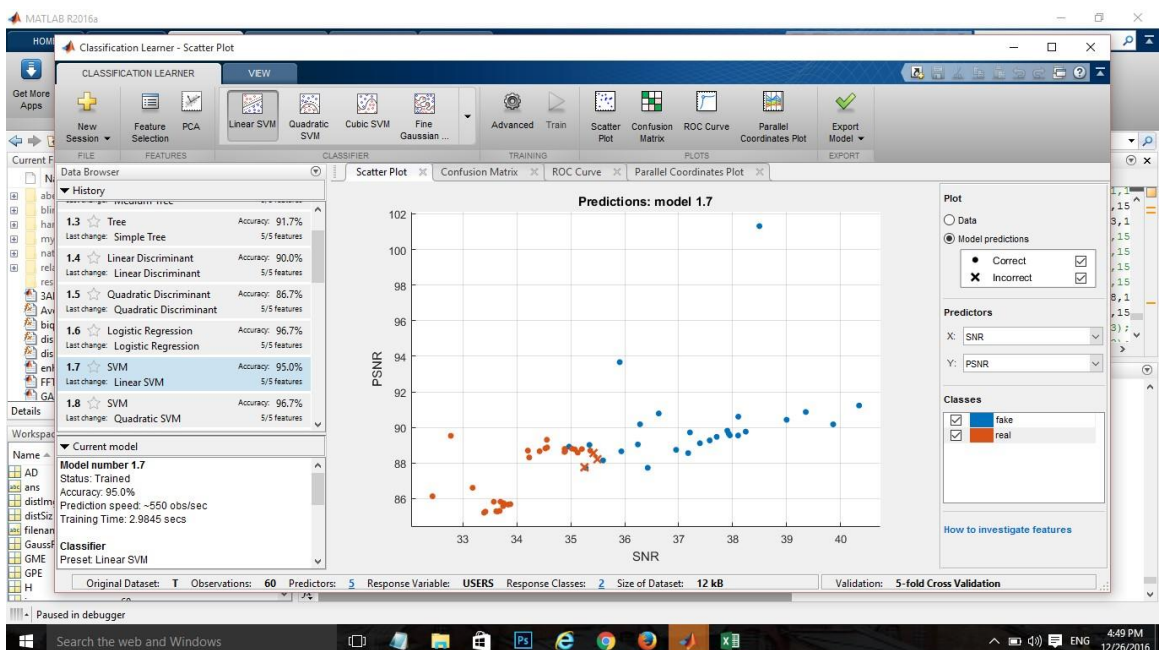 MATLAB R2016a
HOM
Classification Learner - Scatter Plot
CLASSIFICATION LEARNER VIEW
Get More Apps
New Session
Feature Selection
PCA
Linear SVM
Quadratic SVM
Cubic SVM
Fine Gaussian ...
Advanced
Train
Scatter Plot
Confusion Matrix
ROC Curve
Parallel Coordinates Plot
Export Model
FILE FEATURES CLASSIFIER TRAINING PLOTS EXPORT
Current F
Data Browser
Scatter Plot Confusion Matrix ROC Curve Parallel Coordinates Plot
History
1.3 Tree Accuracy: 91.7%
Last change: Simple Tree 5/5 features
1.4 Linear Discriminant Accuracy: 90.0%
Last change: Linear Discriminant 5/5 features
1.5 Quadratic Discriminant Accuracy: 86.7%
Last change: Quadratic Discriminant 5/5 features
1.6 Logistic Regression Accuracy: 96.7%
Last change: Logistic Regression 5/5 features
1.7 SVM Accuracy: 95.0%
Last change: Linear SVM 5/5 features
1.8 SVM Accuracy: 96.7%
Last change: Quadratic SVM 5/5 features
Current model
Model number 1.7
Status: Trained
Accuracy: 95.0%
Prediction speed: ~550 obs/sec
Training Time: 2.9845 secs
Classifier
Preset: Linear SVM
Predictions: model 1.7
102
100
98
96
94
92
90
88
86
PSNR
33 34 35 36 37 38 39 40
SNR
Plot
Data
Model predictions
Correct
Incorrect
Predictors
X: SNR
Y: PSNR
Classes
fake
real
How to investigate features
Original Dataset: T Observations: 60 Predictors: 5 Response Variable: USERS Response Classes: 2 Size of Dataset: 12 kB Validation: 5-fold Cross Validation
Details
Workspac
Name
AD
ans
distIm
distSiz
filenan
GaussF
GME
GPE
H
Paused in debugger
Search the web and Windows
ENG
4:49 PM
12/26/2016